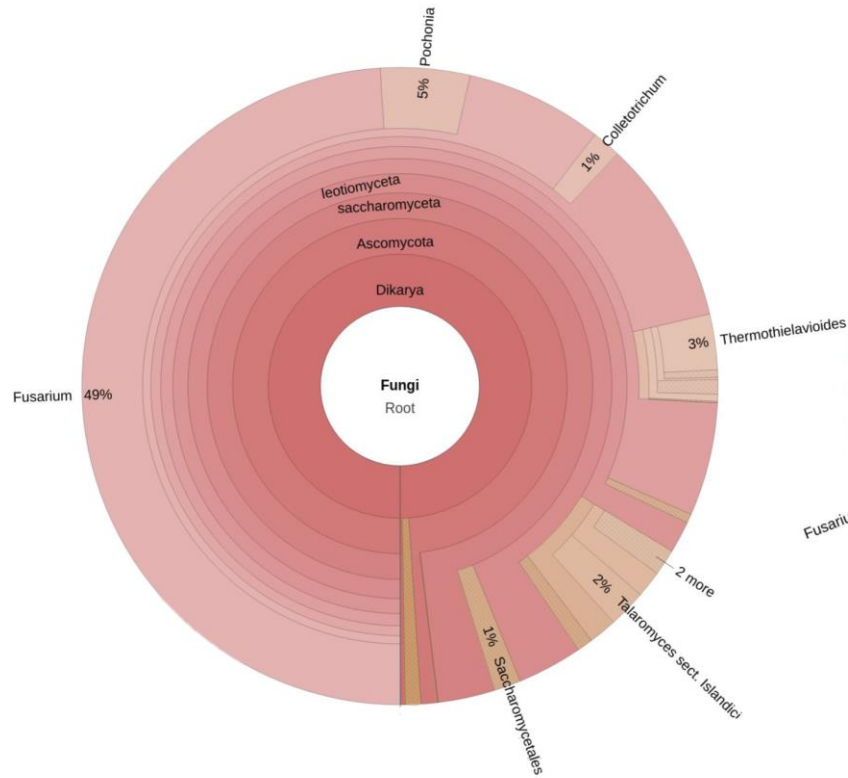 Pochonia
5%
Colletotrichum
1%
leotiomyceta
saccharomyceta
Ascomycota
Dikarya
Thermothielavioides
3%
Fungi
Root
Fusarium 49%
Fusariu
2 more
2%
Talaromyces sect. Islandici
1%
Saccharomycetales